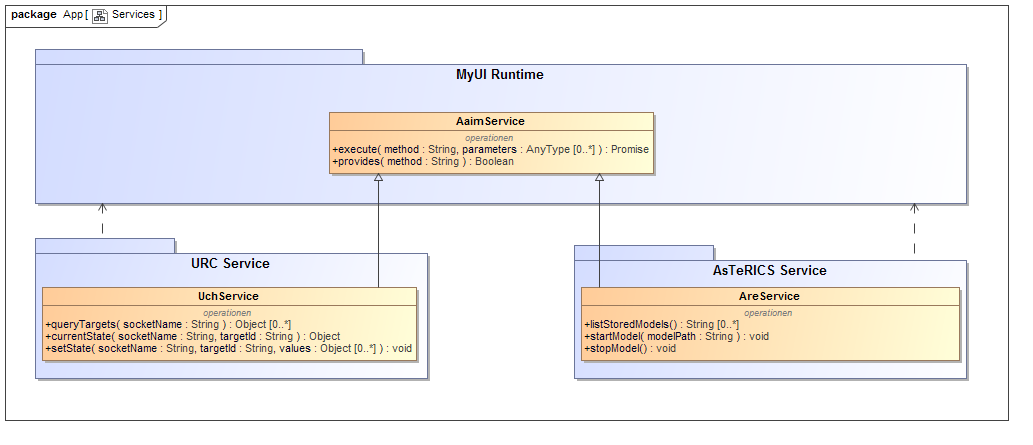 package App [ Services ]
MyUI Runtime
AaimService
operationen
+execute( method : String, parameters : AnyType [0..*] ) : Promise
+provides( method : String ) : Boolean
URC Service
UchService
operationen
+queryTargets( socketName : String ) : Object [0..*]
+currentState( socketName : String, targetId : String ) : Object
+setState( socketName : String, targetId : String, values : Object [0..*] ) : void
AsTeRICS Service
AreService
operationen
+listStoredModels() : String [0..*]
+startModel( modelPath : String ) : void
+stopModel() : void